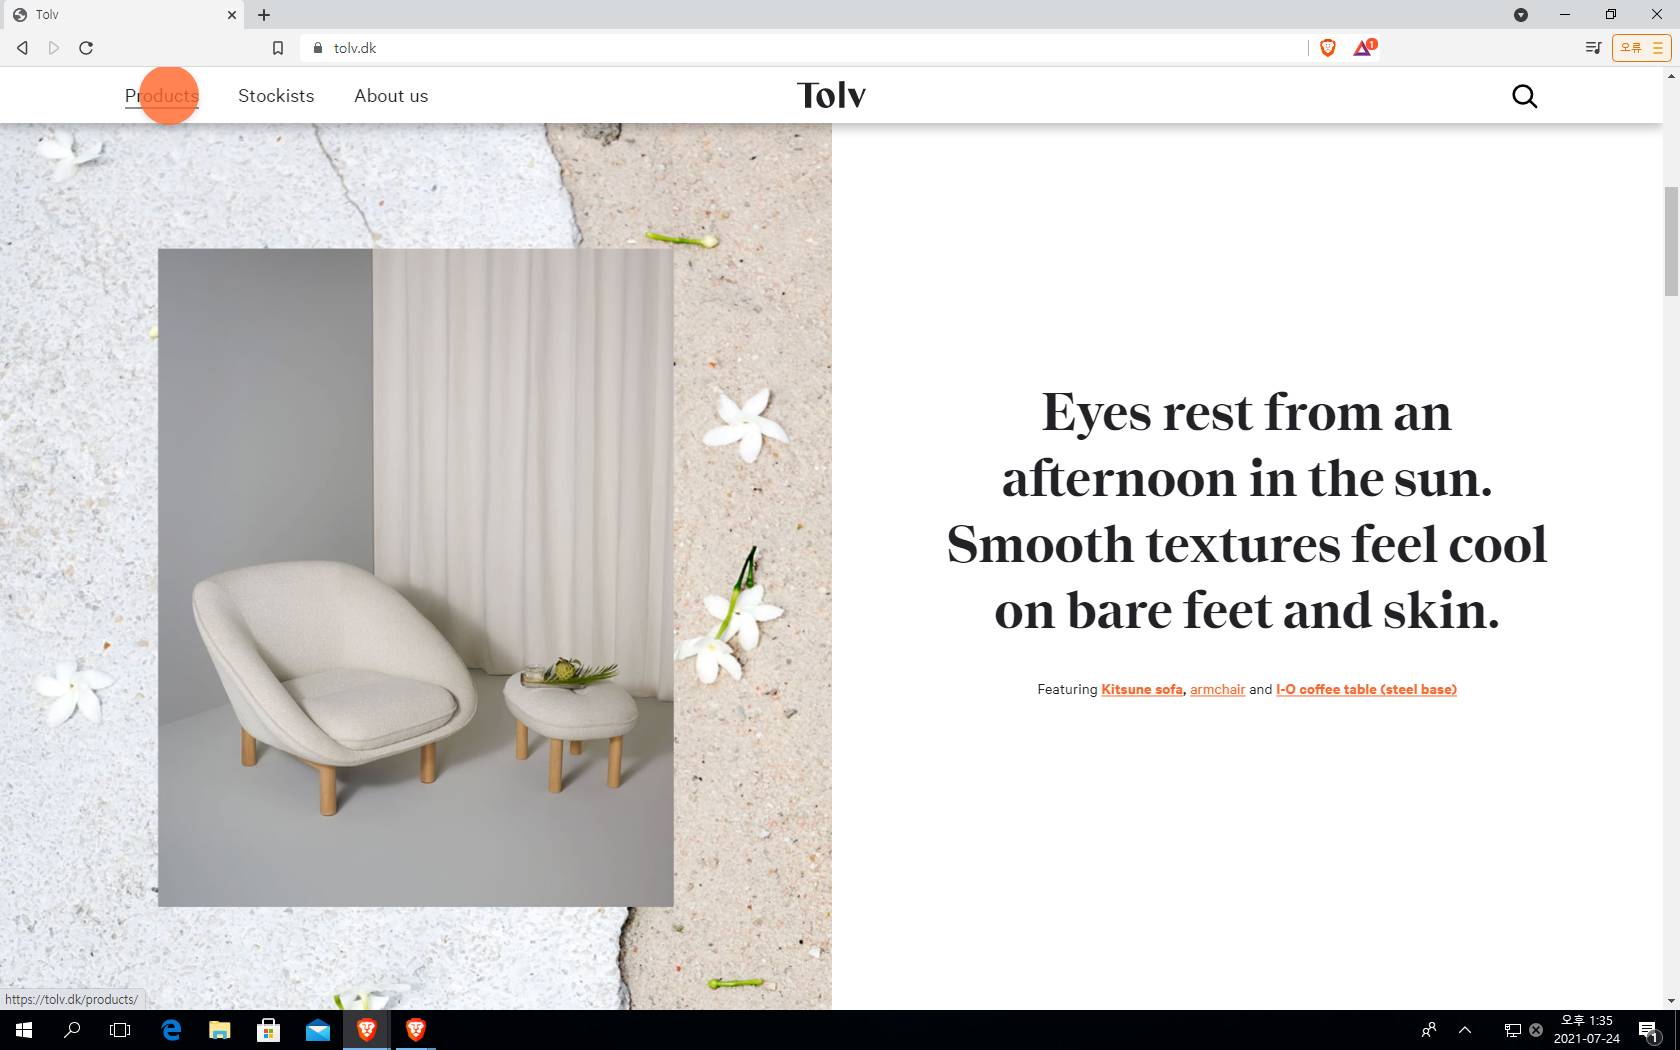 Tolv
tolv.dk
1
오류
Products
Stockists
About us
Tolv
Eyes rest from an
afternoon in the sun.
Smooth textures feel cool
on bare feet and skin.
Featuring Kitsune sofa, armchair and I-O coffee table (steel base)
https://tolv.dk/products/
오후 1:35
2021-07-24
1